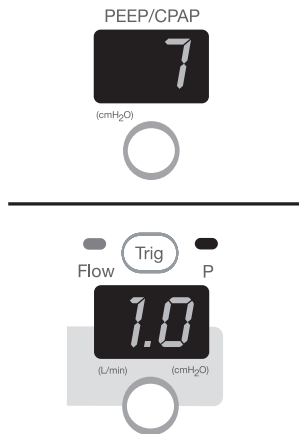 PEEP/CPAP
7
(cmH₂O)
Trig
Flow P
1.0
(L/min) (cmH₂O)